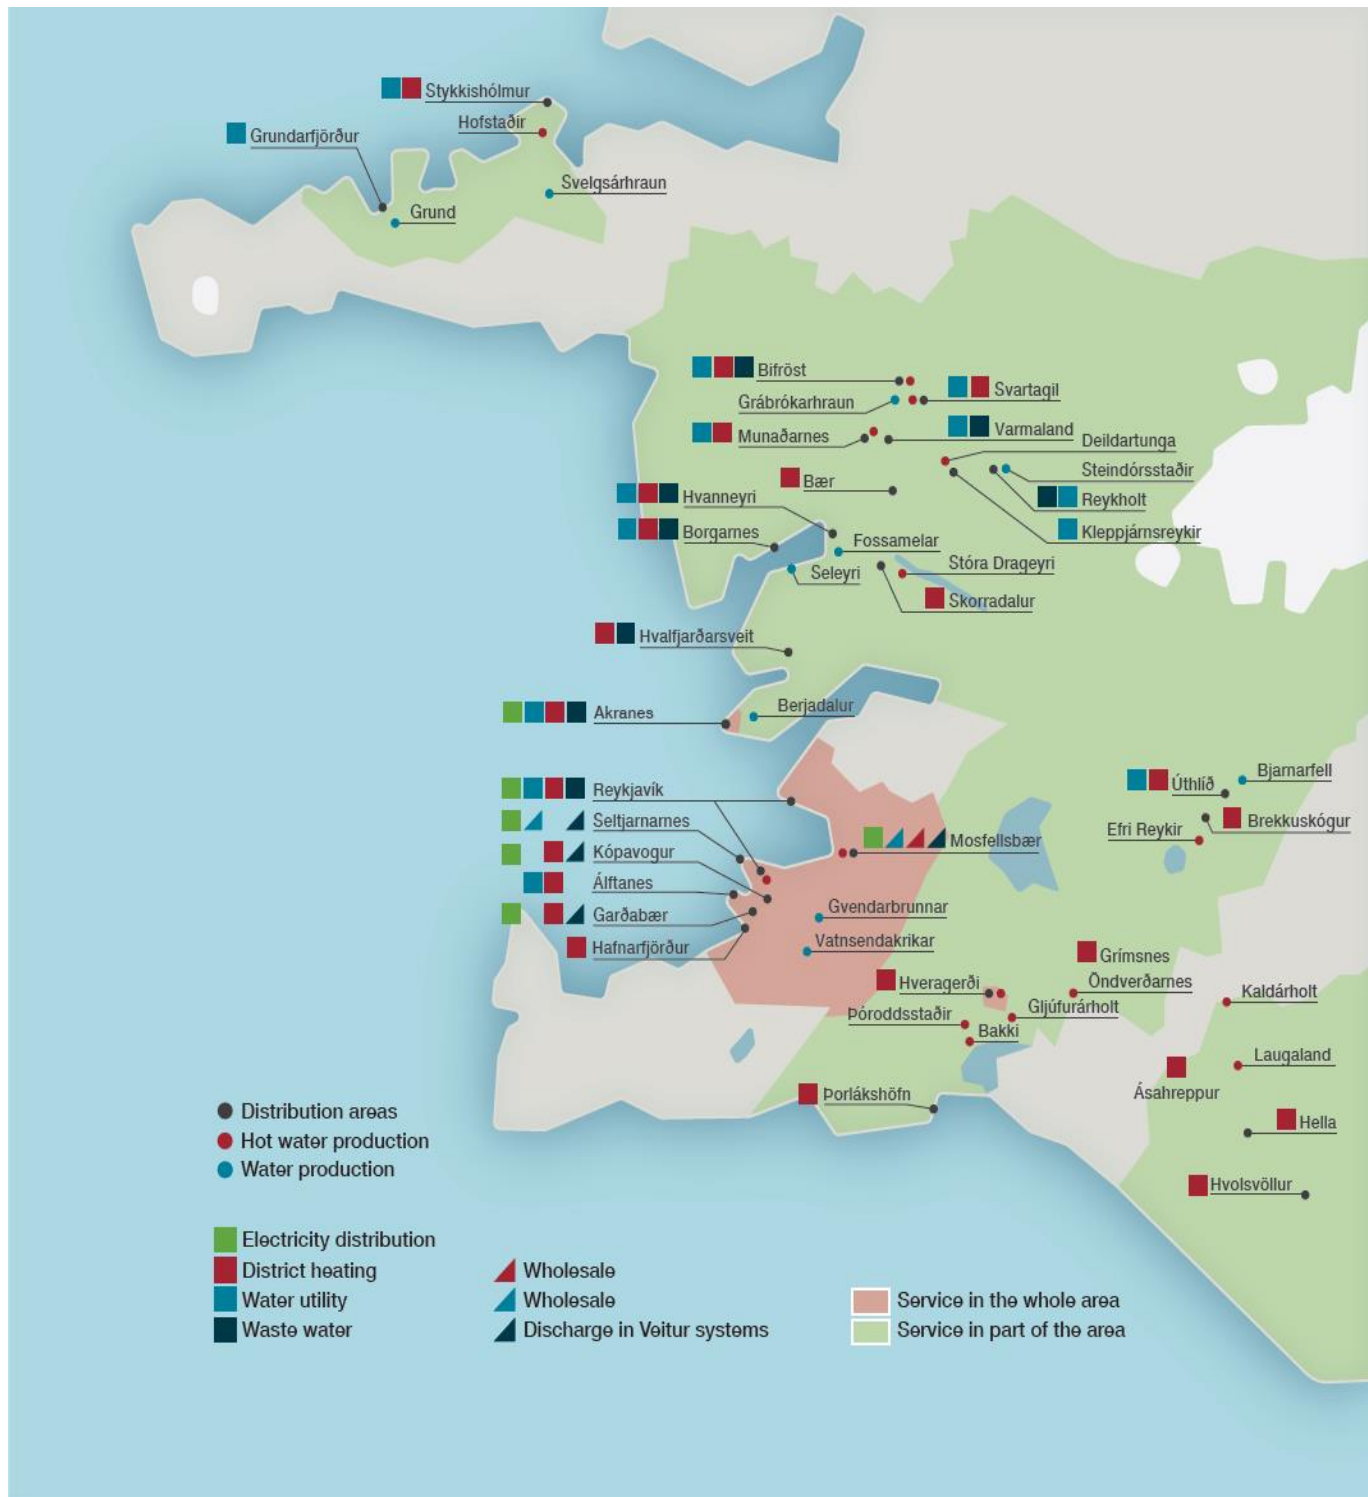 Stykkishólmur
Hofstaðir
Grundarfjörður
Svelgsárhraun
Grund
Bifröst
Svartagil
Grábrókarhraun
Munaðarnes
Varmaland
Deildartunga
Steindórsstaðir
Bær
Hvanneyri
Reykholt
Borgarnes
Kleppjárnsreykir
Fossamelar
Seleyri
Stóra Drageyri
Skorradalur
Hvalfjarðarsveit
Akranes
Berjadalur
Reykjavík
Seltjarnarnes
Kópavogur
Álftanes
Garðabær
Hafnarfjörður
Mosfellsbær
Gvendarbrunnar
Vatnsendakrikar
Bjarnarfell
Úthlíð
Brekkuskógur
Efri Reykir
Grímsnes
Hveragerði
Öndverðarnes
Kaldárholt
Gljúfurárholt
Þóroddsstaðir
Bakki
Laugaland
Ásahreppur
Þorlákshöfn
Hella
Hvolsvöllur
Distribution areas
Hot water production
Water production
Electricity distribution
District heating
Water utility
Waste water
Wholesale
Wholesale
Discharge in Veitur systems
Service in the whole area
Service in part of the area